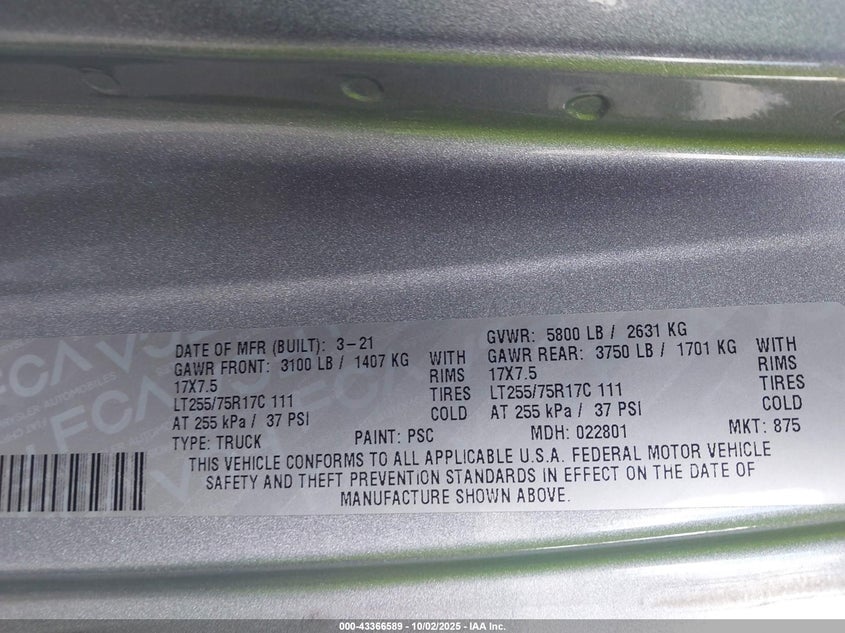 DATE OF MFR (BUILT): 3-21 GVWR: 5800 LB / 2631 KG
GAWR FRONT: 3100 LB / 1407 KG WITH GAWR REAR: 3750 LB / 1701 KG WITH
17X7.5 RIMS 17X7.5 RIMS
LT255/75R17C 111 TIRES LT255/75R17C 111 TIRES
AT 255 kPa / 37 PSI COLD AT 255 kPa / 37 PSI COLD
TYPE: TRUCK PAINT: PSC MDH: 022801 MKT: 875
THIS VEHICLE CONFORMS TO ALL APPLICABLE U.S.A. FEDERAL MOTOR VEHICLE
SAFETY AND THEFT PREVENTION STANDARDS IN EFFECT ON THE DATE OF
MANUFACTURE SHOWN ABOVE.
000-43366589 - 10/02/2025 - IAA Inc.